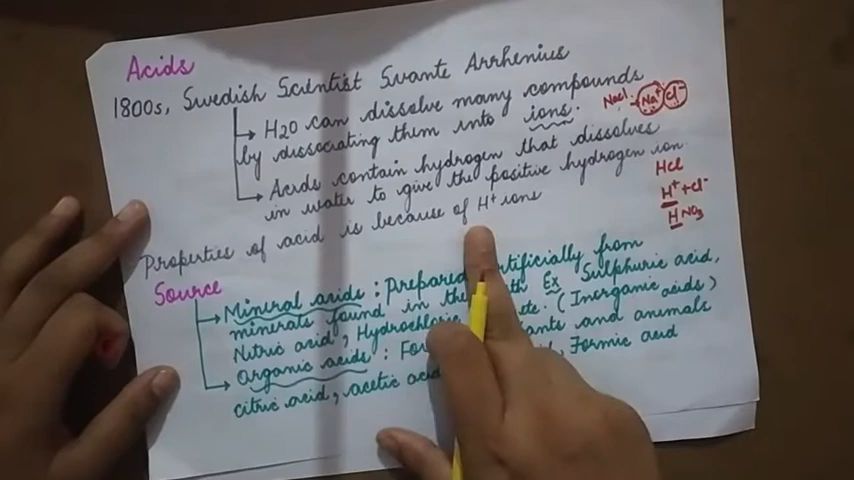 Acids
1800s, Swedish Scientist Svante Arrhenius
H2O can dissolve many compounds
by dissociating them into ions.
Nacl → Na+ Cl-
Acids contain hydrogen that dissolves
in water to give the positive hydrogen ion.
Hcl
H+ + cl-
HNO3
Properties of acid is because of H+ ions
Source
Mineral acids : Prepared artificially from
minerals found in the Ex Sulphuric acid,
Nitric acid, Hydrochloric (Inorganic acids)
Organic acids : and animals
citric acid, acetic acid, Formic acid